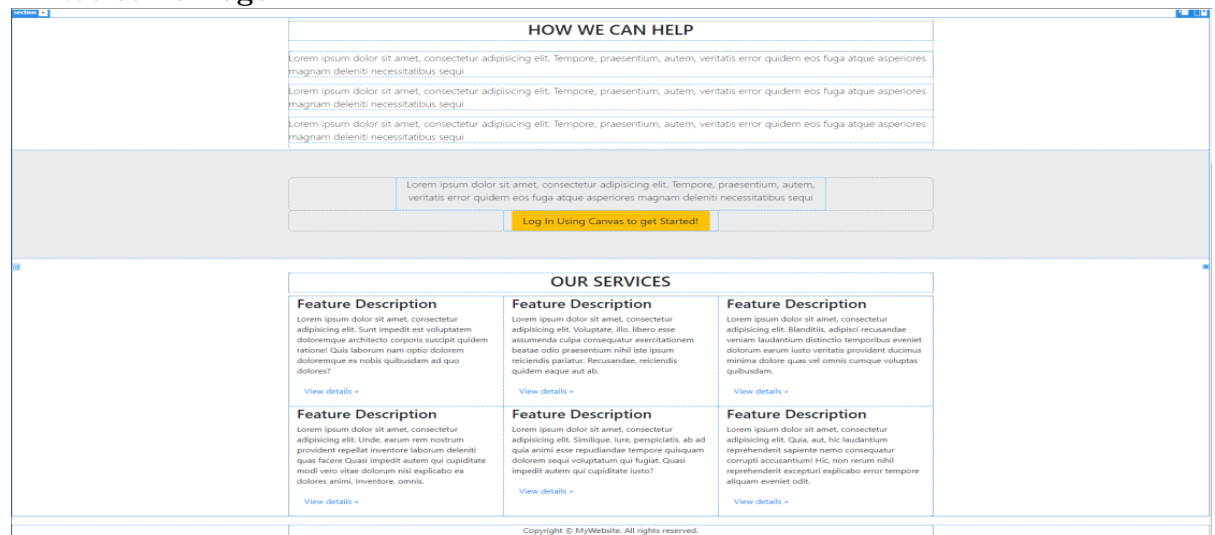 section
HOW WE CAN HELP
Lorem ipsum dolor sit amet, consectetur adipisicing elit. Tempore, praesentium, autem, veritatis error quidem eos fuga atque asperiores
magnam deleniti necessitatibus sequi
Lorem ipsum dolor sit amet, consectetur adipisicing elit. Tempore, praesentium, autem, veritatis error quidem eos fuga atque asperiores
magnam deleniti necessitatibus sequi
Lorem ipsum dolor sit amet, consectetur adipisicing elit. Tempore, praesentium, autem, veritatis error quidem eos fuga atque asperiores
magnam deleniti necessitatibus sequi
Lorem ipsum dolor sit amet, consectetur adipisicing elit. Tempore, praesentium, autem,
veritatis error quidem eos fuga atque asperiores magnam deleniti necessitatibus sequi
Log In Using Canvas to get Started!
OUR SERVICES
Feature Description
Lorem ipsum dolor sit amet, consectetur
adipisicing elit. Sunt impedit est voluptatem
doloremque architecto corporis suscipit quidem
ratione! Quis laborum nam optio dolorem
doloremque ex nobis quibusdam ad quo
dolores?
View details »
Feature Description
Lorem ipsum dolor sit amet, consectetur
adipisicing elit. Voluptate, illo, libero esse
assumenda culpa consequatur exercitationem
beatae odio praesentium nihil iste ipsum
reiciendis pariatur. Recusandae, reiciendis
quidem eaque aut ab.
View details »
Feature Description
Lorem ipsum dolor sit amet, consectetur
adipisicing elit. Blanditiis, adipisci recusandae
veniam laudantium distinctio temporibus eveniet
dolorum earum iusto veritatis provident ducimus
minima dolore quas vel omnis cumque voluptas
quibusdam.
View details »
Feature Description
Lorem ipsum dolor sit amet, consectetur
adipisicing elit. Unde, earum rem nostrum
provident repellat inventore laborum deleniti
quas facere Quasi impedit autem qui cupiditate
modi vero vitae dolorum nisi explicabo ea
dolores animi. Inventore, omnis.
View details »
Feature Description
Lorem ipsum dolor sit amet, consectetur
adipisicing elit. Similique, iure, perspiciatis, ab ad
quia animi esse repudiandae tempore quisquam
dolorem sequi voluptatum qui fugiat. Quasi
impedit autem qui cupiditate iusto?
View details »
Feature Description
Lorem ipsum dolor sit amet, consectetur
adipisicing elit. Quia, aut, hic laudantium
reprehenderit sapiente nemo consequatur
corrupti accusantium! Hic, non rerum nihil
reprehenderit excepturi explicabo error tempore
aliquam eveniet odit.
View details »
Copyright © MyWebsite. All rights reserved.